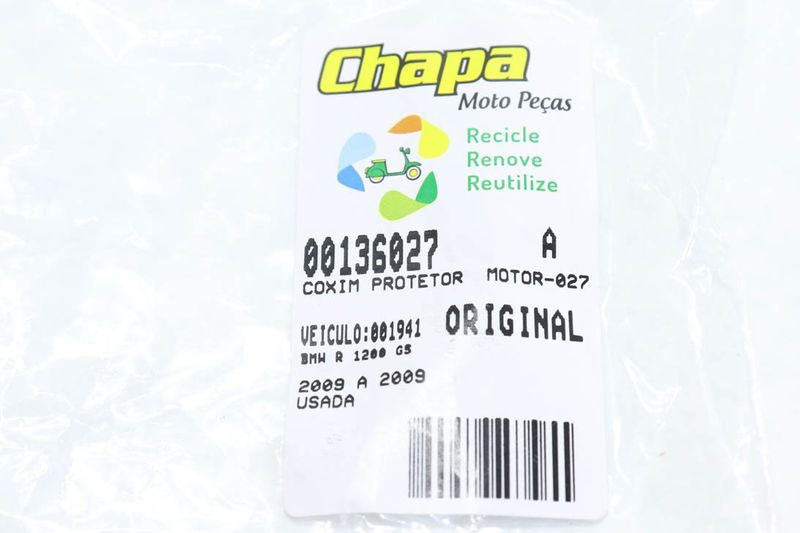 Chapa
Moto Peças
Recicle
Renove
Reutilize
00136027 A
COXIM PROTETOR MOTOR-027
VEICULO:001941 ORIGINAL
BMW R 1200 GS
2009 A 2009
USADA